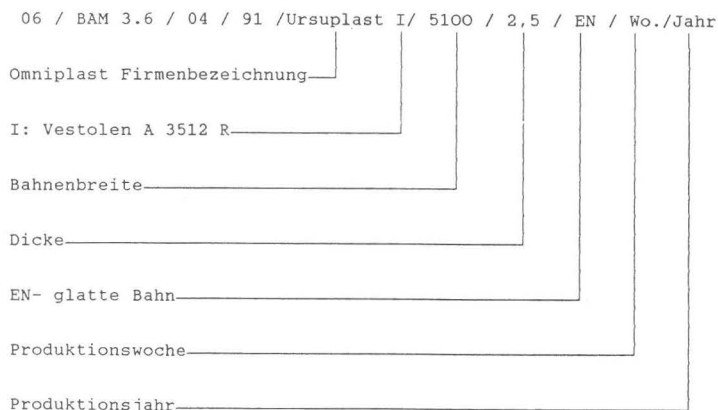 06 / BAM 3.6 / 04 / 91 /Ursuplast I/ 5100 / 2,5 / EN / Wo./Jahr
Omniplast Firmenbezeichnung
I: Vestolen A 3512 R
Bahnenbreite
Dicke
EN- glatte Bahn
Produktionswoche
Produktionsjahr